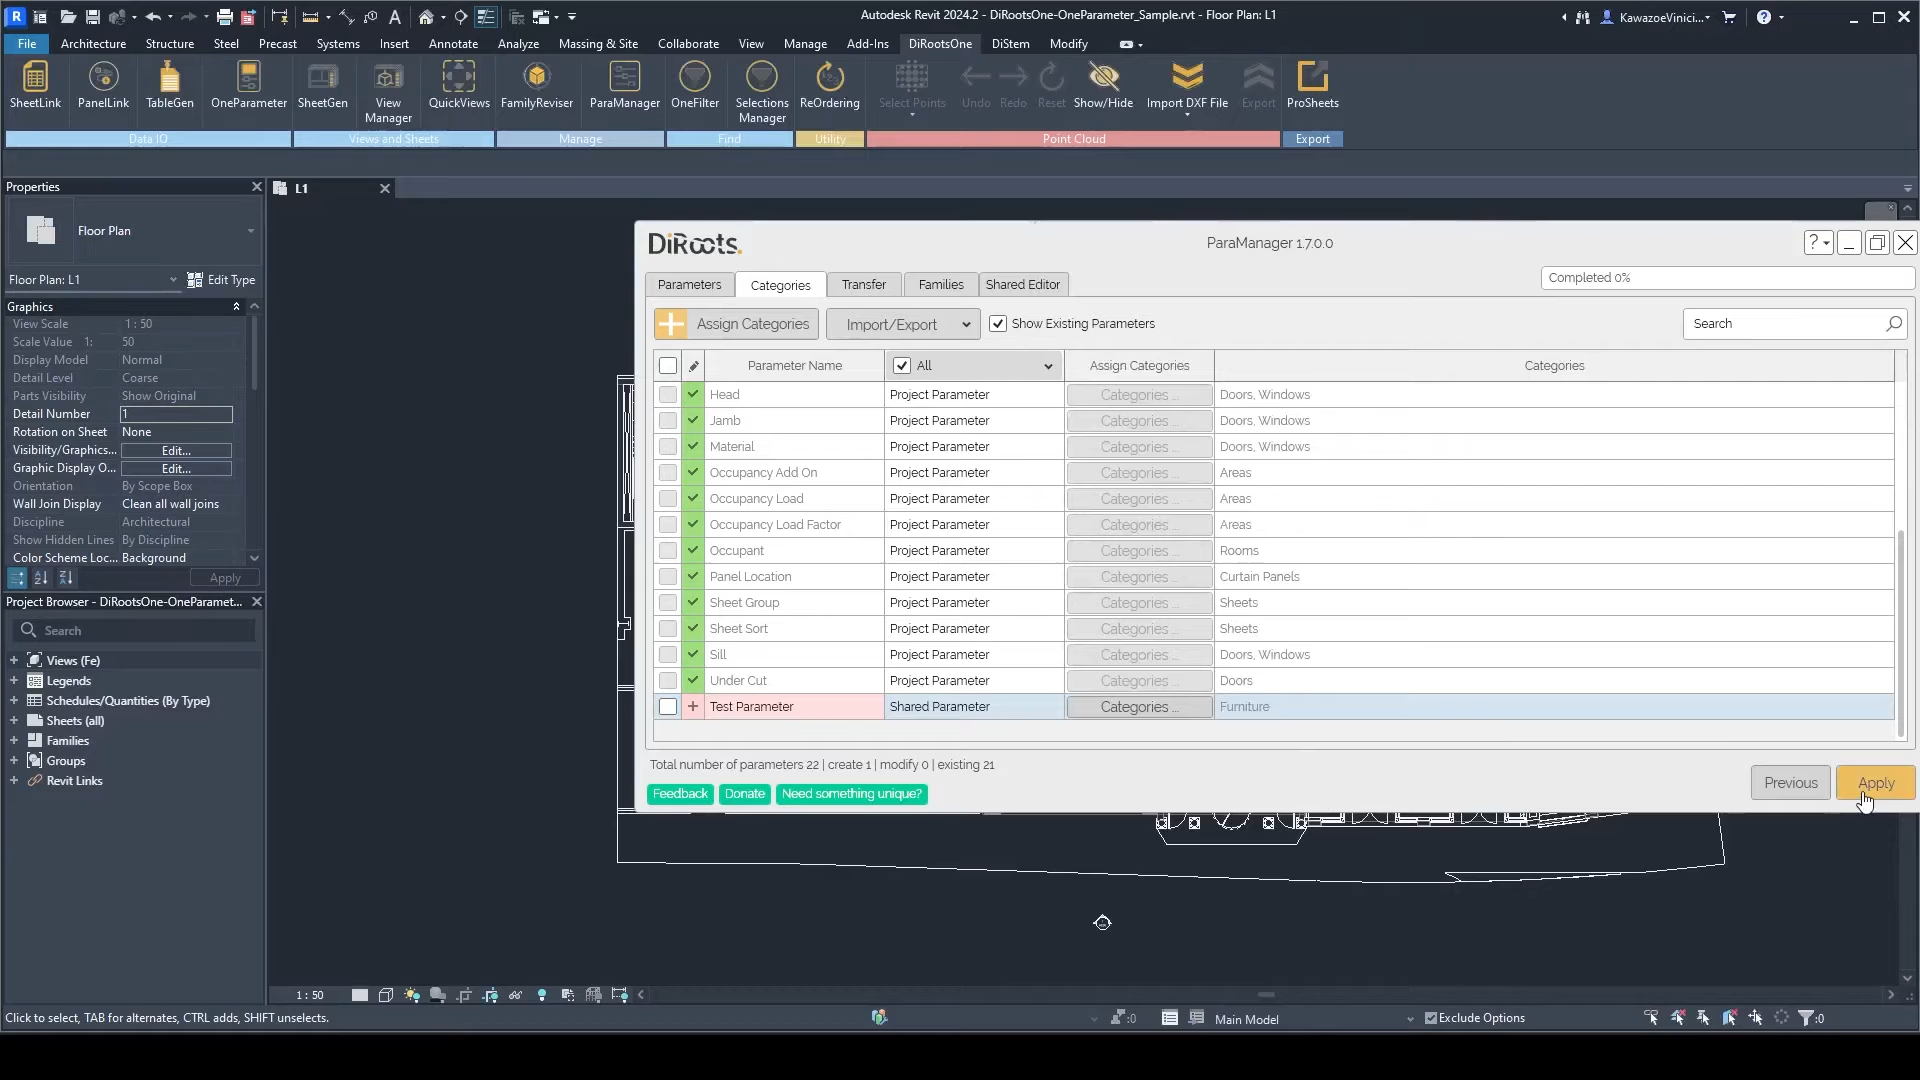 Autodesk Revit 2024.2 - DiRootsOne-OneParameter_Sample.rvt - Floor Plan: L1
KawazoeVinici...
File Architecture Structure Steel Precast Systems Insert Annotate Analyze Massing & Site Collaborate View Manage Add-Ins DiRootsOne DiStem Modify
SheetLink PanelLink TableGen OneParameter SheetGen View Manager QuickViews FamilyReviser ParaManager OneFilter Selections Manager ReOrdering Select Points Undo Redo Reset Show/Hide Import DXF File Export ProSheets
Data IO Views and Sheets Manage Find Utility Point Cloud Export
Properties
L1
Floor Plan
Floor Plan: L1 Edit Type
Graphics
View Scale 1 : 50
Scale Value 1: 50
Display Model Normal
Detail Level Coarse
Parts Visibility Show Original
Detail Number 1
Rotation on Sheet None
Visibility/Graphics... Edit...
Graphic Display O... Edit...
Orientation By Scope Box
Wall Join Display Clean all wall joins
Discipline Architectural
Show Hidden Lines By Discipline
Color Scheme Loc... Background
Apply
Project Browser - DiRootsOne-OneParamet...
Search
Views (Fe)
Legends
Schedules/Quantities (By Type)
Sheets (all)
Families
Groups
Revit Links
DiRoots.
ParaManager 1.7.0.0
?
Parameters Categories Transfer Families Shared Editor
Completed 0%
Assign Categories Import/Export Show Existing Parameters Search
Parameter Name All Assign Categories Categories
Head Project Parameter Categories ... Doors, Windows
Jamb Project Parameter Categories ... Doors, Windows
Material Project Parameter Categories ... Doors, Windows
Occupancy Add On Project Parameter Categories ... Areas
Occupancy Load Project Parameter Categories ... Areas
Occupancy Load Factor Project Parameter Categories ... Areas
Occupant Project Parameter Categories ... Rooms
Panel Location Project Parameter Categories ... Curtain Panels
Sheet Group Project Parameter Categories ... Sheets
Sheet Sort Project Parameter Categories ... Sheets
Sill Project Parameter Categories ... Doors, Windows
Under Cut Project Parameter Categories ... Doors
Test Parameter Shared Parameter Categories ... Furniture
Total number of parameters 22 | create 1 | modify 0 | existing 21
Feedback Donate Need something unique?
Previous Apply
1 : 50
Click to select, TAB for alternates, CTRL adds, SHIFT unselects.
:0
Main Model
Exclude Options
:0